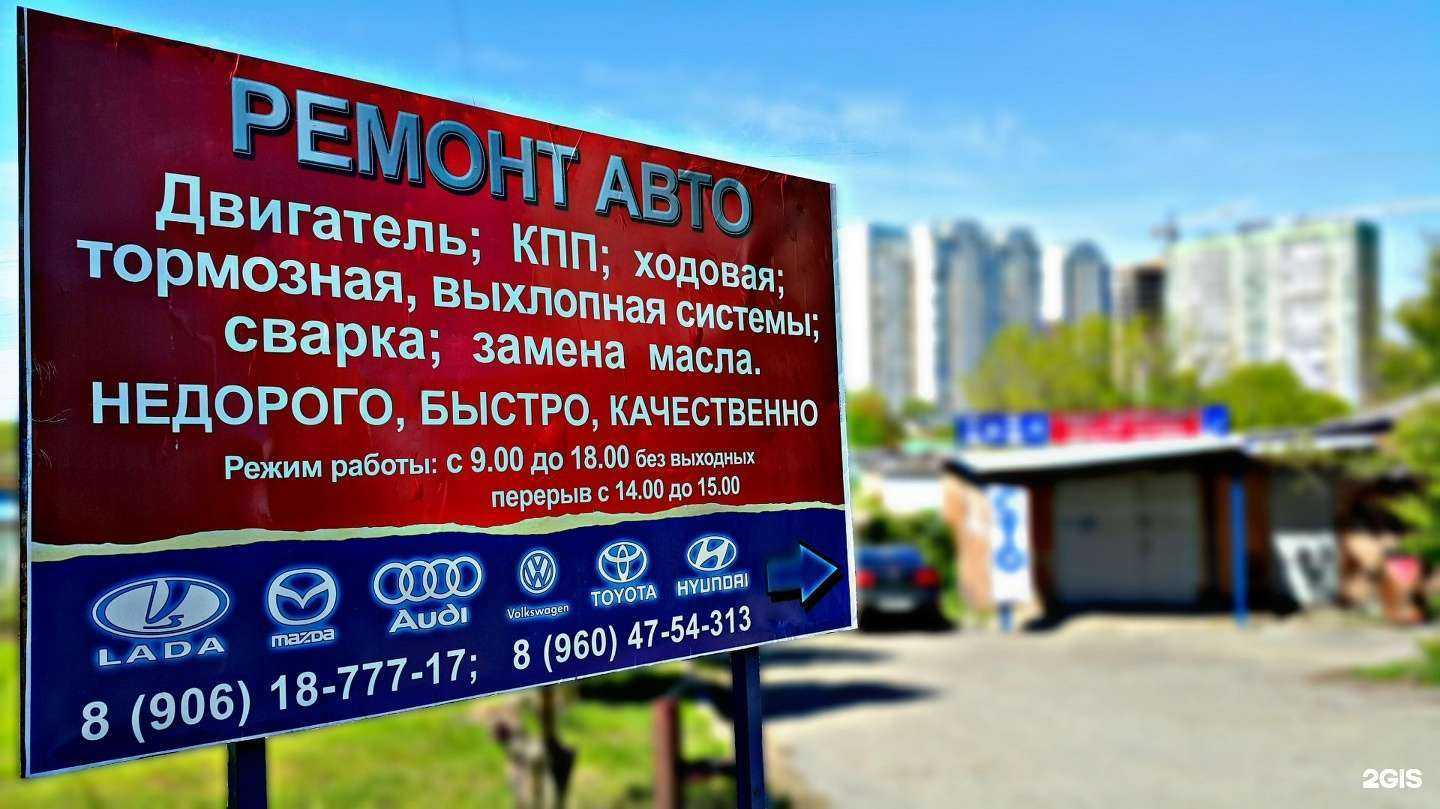 РЕМОНТ АВТО
Двигатель; КПП; ходовая;
тормозная, выхлопная системы;
сварка; замена масла.
НЕДОРОГО, БЫСТРО, КАЧЕСТВЕННО
Режим работы: с 9.00 до 18.00 без выходных
перерыв с 14.00 до 15.00
LADA mazda Audi Volkswagen TOYOTA HYUNDAI
8 (906) 18-777-17; 8 (960) 47-54-313
2GIS